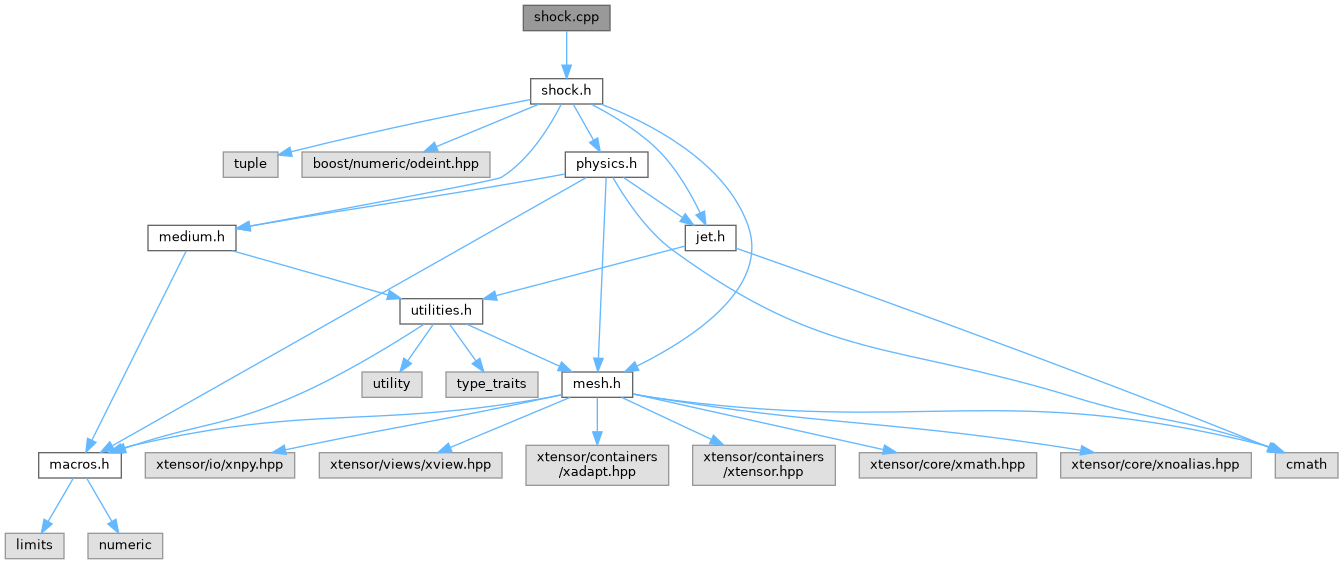 shock.cpp
shock.h
tuple
boost/numeric/odeint.hpp
physics.h
medium.h
jet.h
utilities.h
utility
type_traits
mesh.h
macros.h
xtensor/io/xnpy.hpp
xtensor/views/xview.hpp
xtensor/containers
/xadapt.hpp
xtensor/containers
/xtensor.hpp
xtensor/core/xmath.hpp
xtensor/core/xnoalias.hpp
cmath
limits
numeric